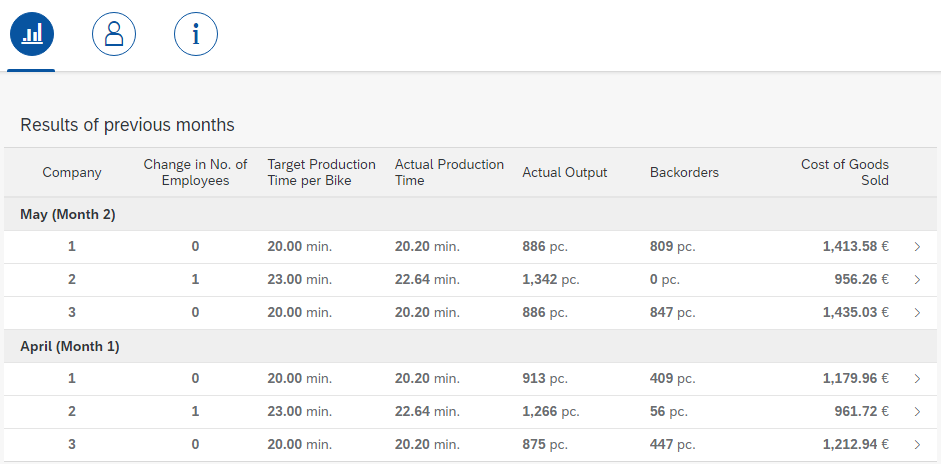 i
Results of previous months
Company Change in No. of Employees Target Production Time per Bike Actual Production Time Actual Output Backorders Cost of Goods Sold
May (Month 2)
1 0 20.00 min. 20.20 min. 886 pc. 809 pc. 1,413.58 €
2 1 23.00 min. 22.64 min. 1,342 pc. 0 pc. 956.26 €
3 0 20.00 min. 20.20 min. 886 pc. 847 pc. 1,435.03 €
April (Month 1)
1 0 20.00 min. 20.20 min. 913 pc. 409 pc. 1,179.96 €
2 1 23.00 min. 22.64 min. 1,266 pc. 56 pc. 961.72 €
3 0 20.00 min. 20.20 min. 875 pc. 447 pc. 1,212.94 €